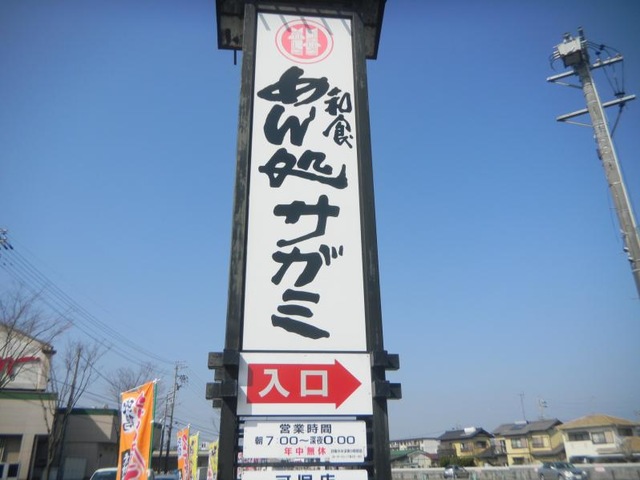 和食
めん処サガミ
入口
営業時間
朝7:00〜深夜0:00
年中無休